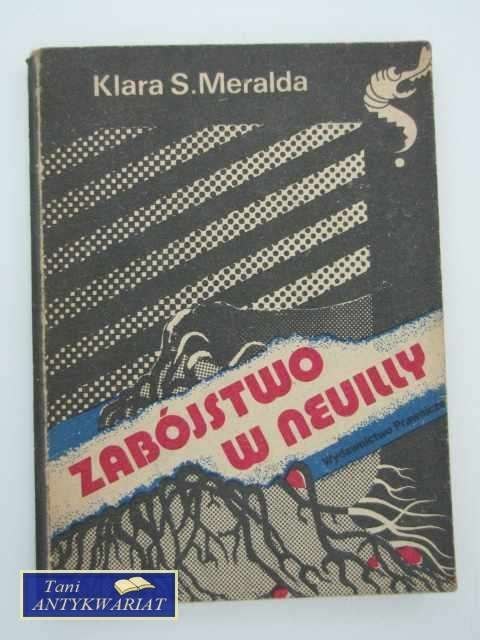 Klara S. Meralda
ZABÓJSTWO
W NEUILLY
Wydawnictwo Prawnicze
Tani
ANTYKWARIAT